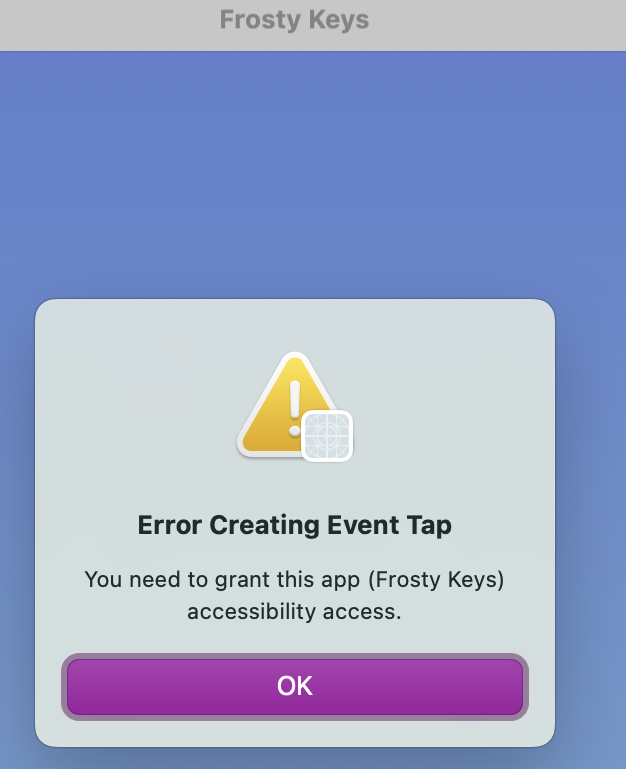 Frosty Keys
Error Creating Event Tap
You need to grant this app (Frosty Keys)
accessibility access.
OK